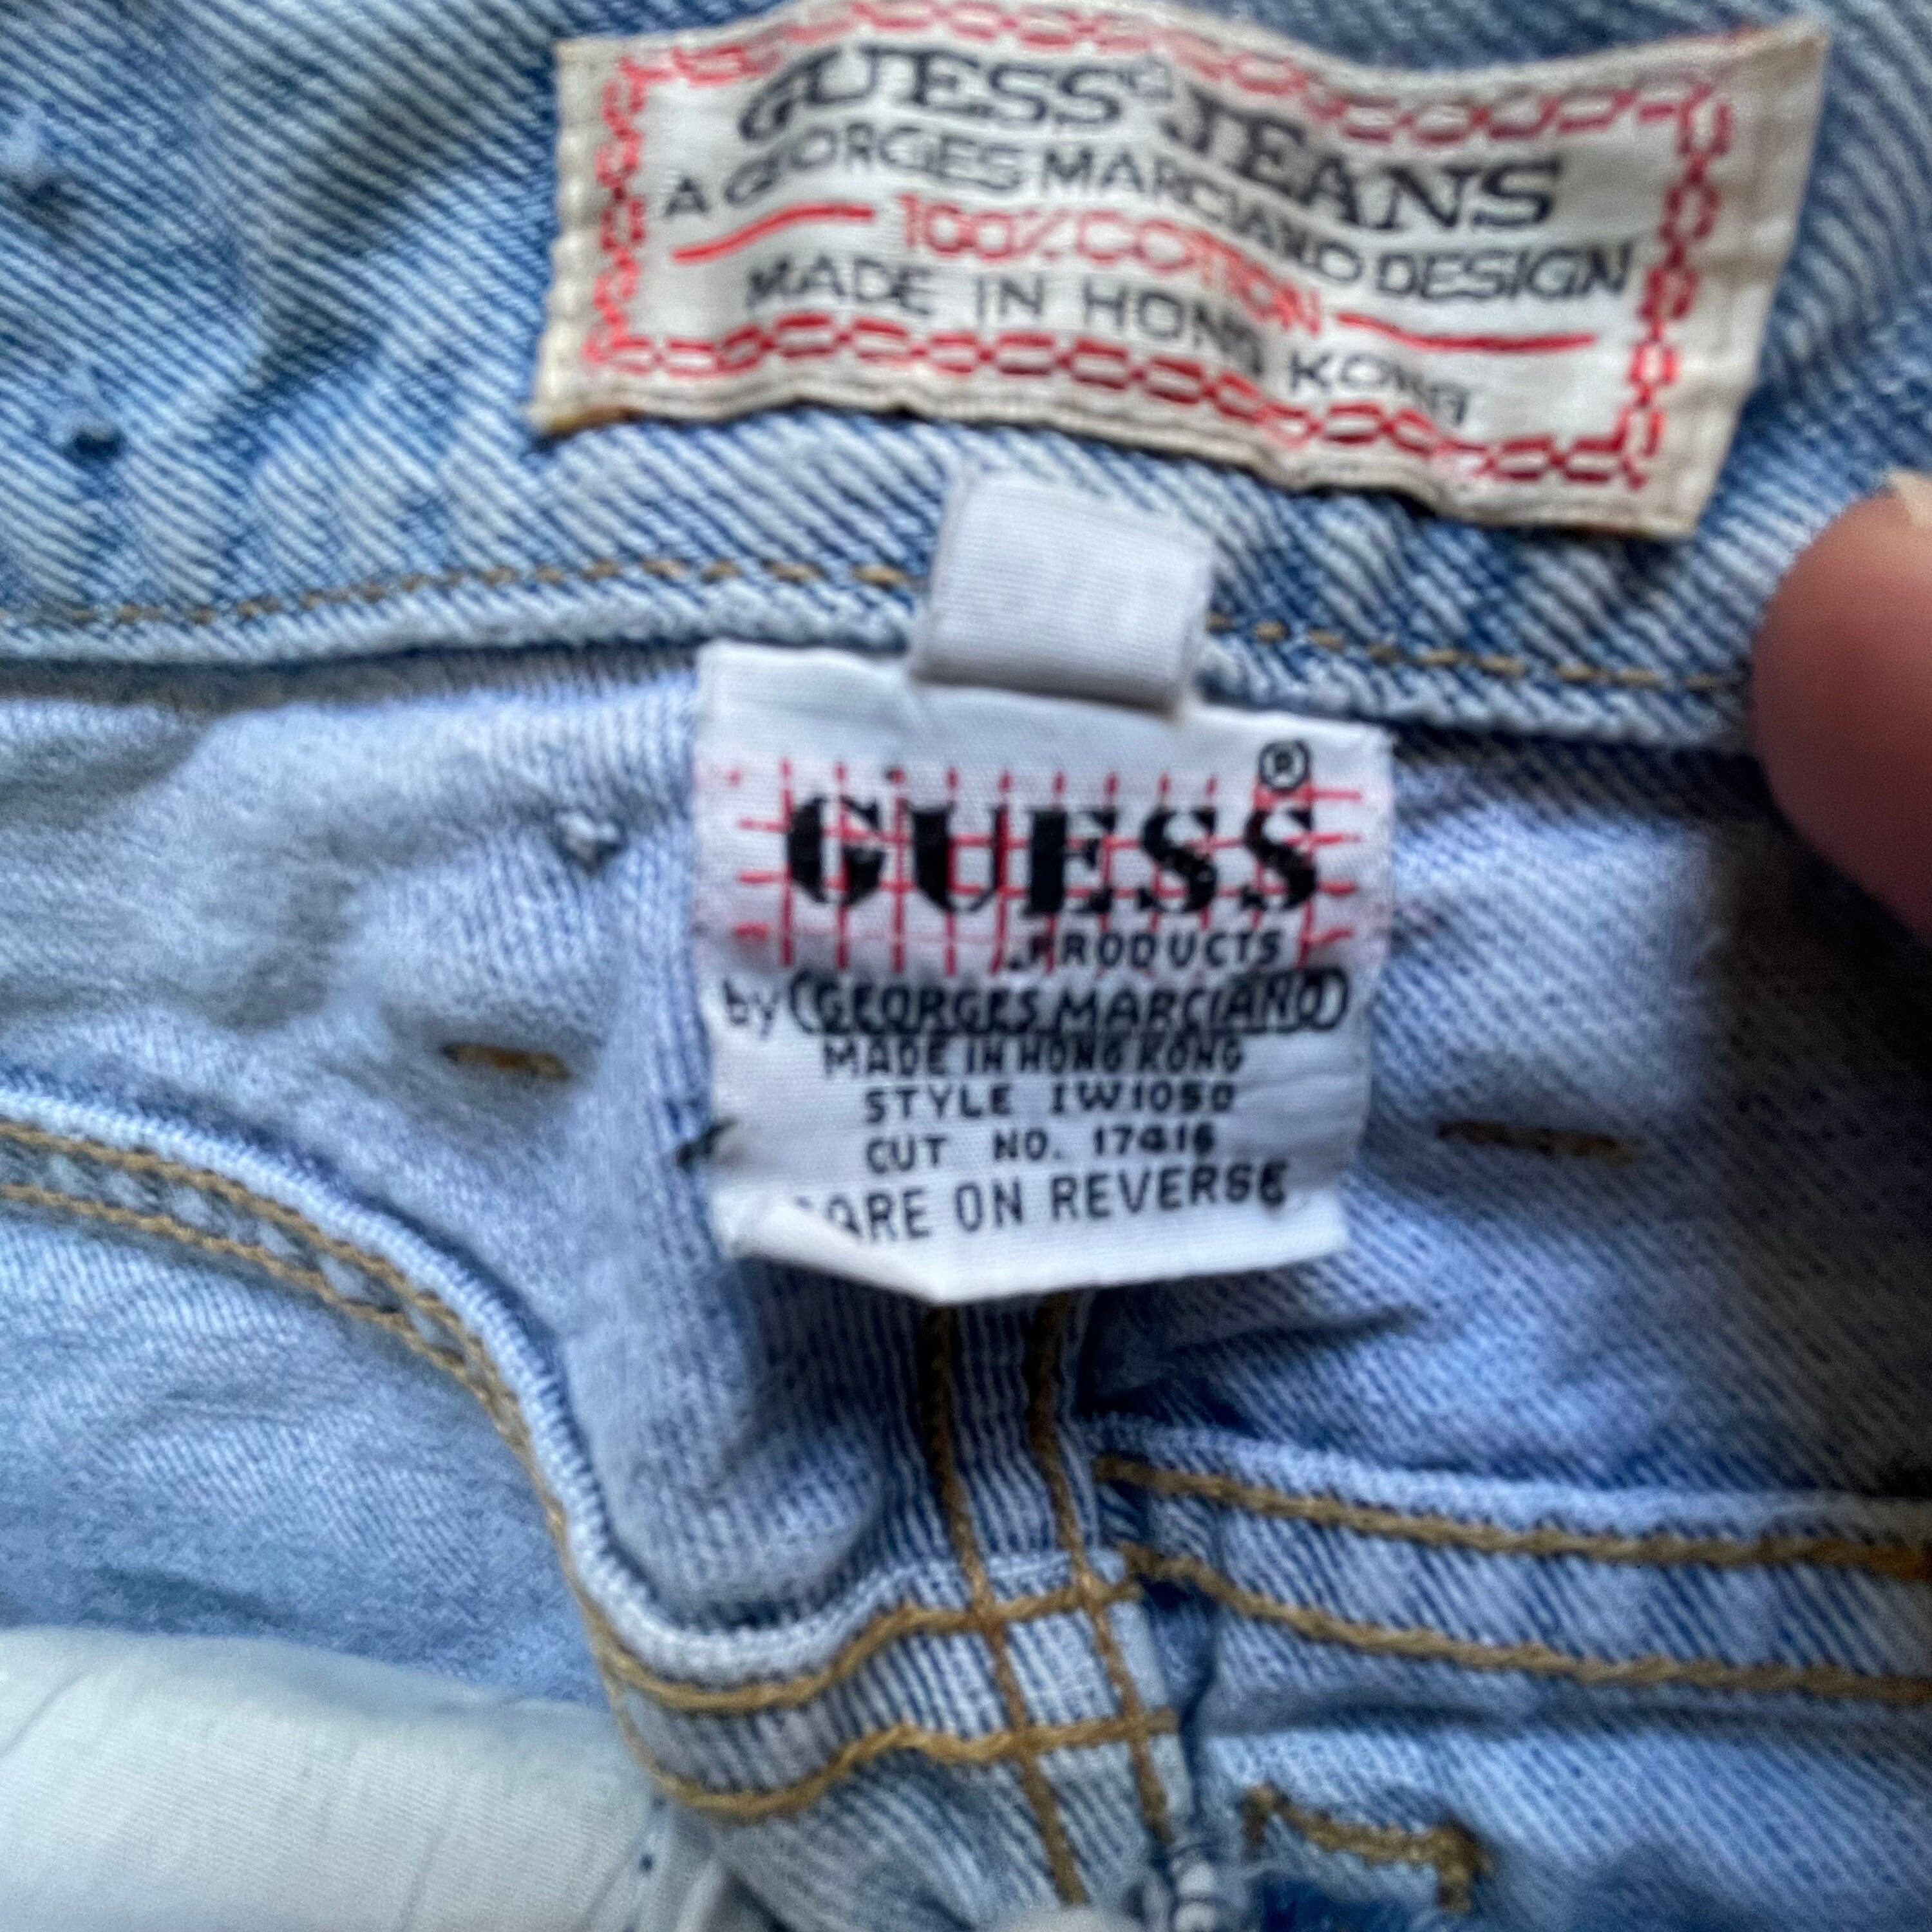 GUESS® JEANS
A GEORGES MARCIANO DESIGN
100% COTTON
MADE IN HONG KONG
GUESS®
PRODUCTS
by (GEORGES MARCIANO)
MADE IN HONG KONG
STYLE IW1050
CUT NO. 17416
CARE ON REVERSE